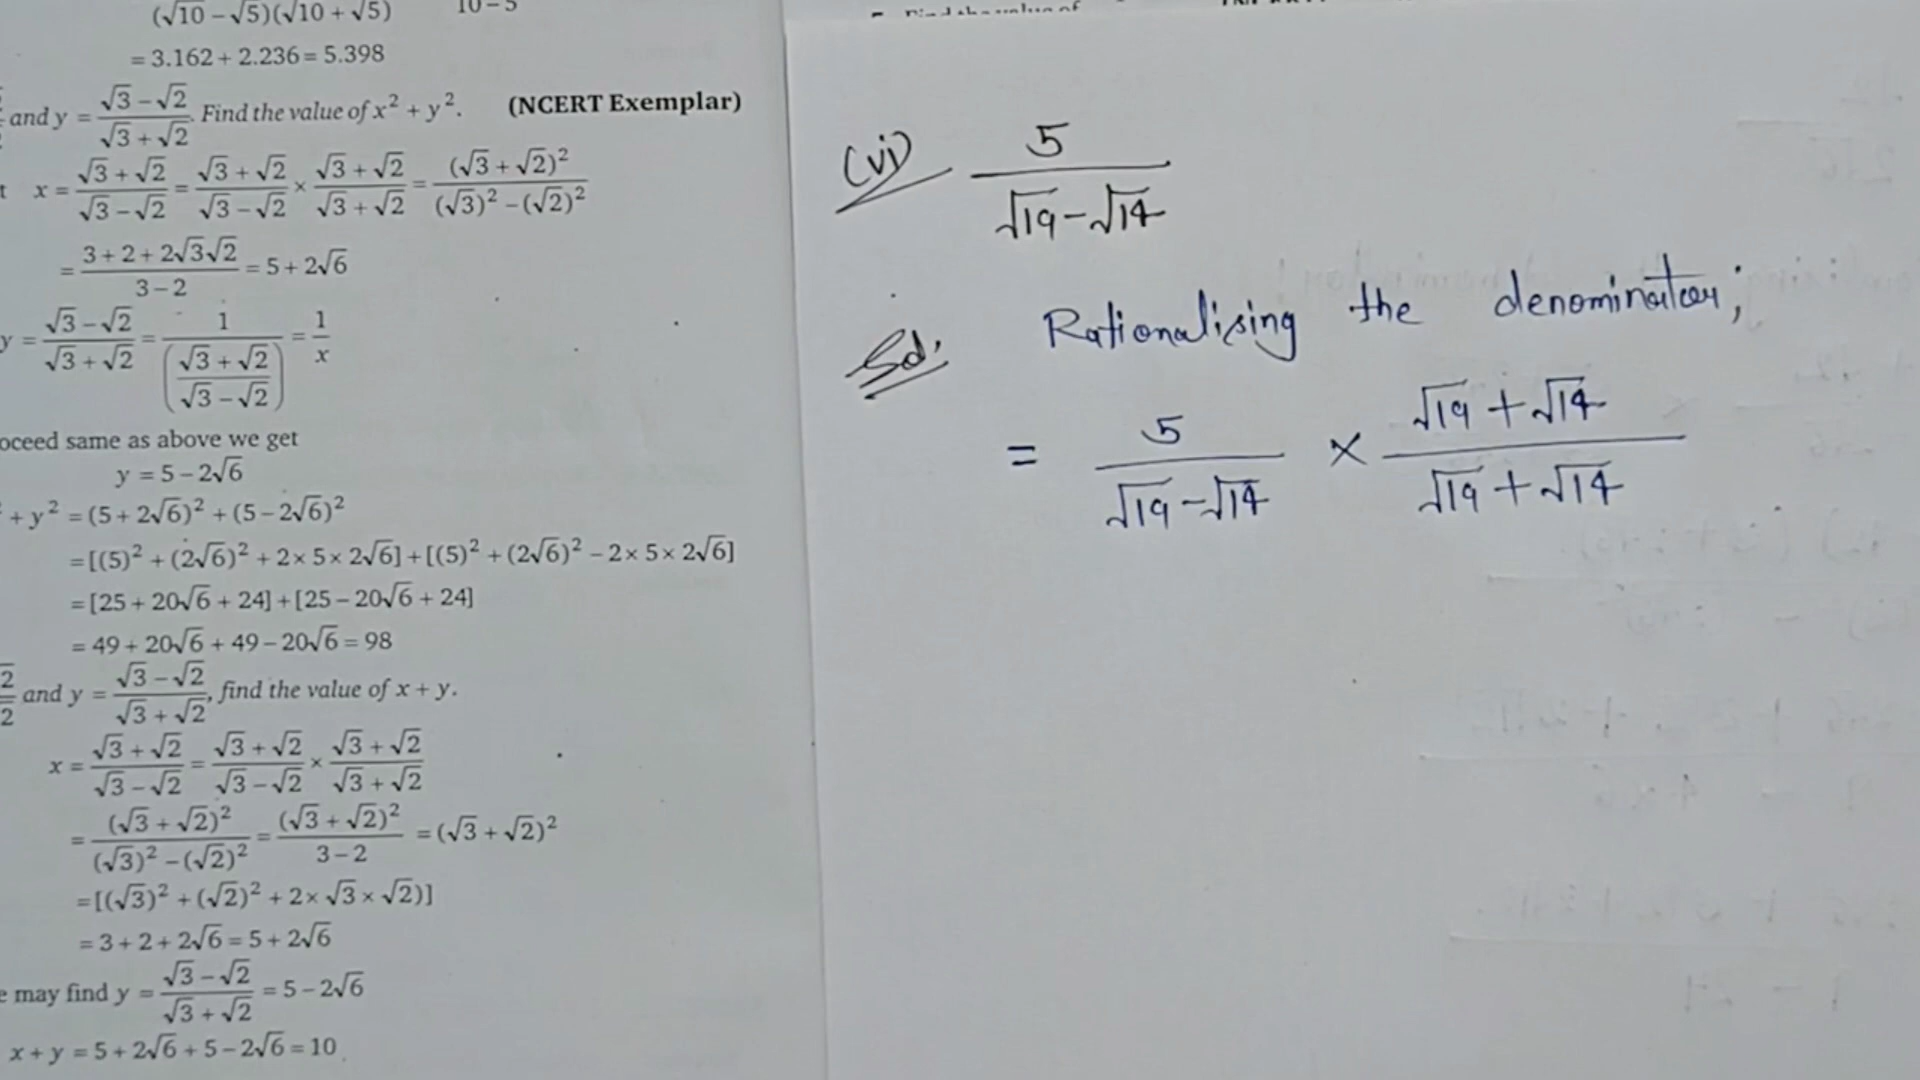 (√10 − √5)(√10 + √5)
10 − 5
= 3.162 + 2.236 = 5.398
and y = (√3 − √2)/(√3 + √2). Find the value of x² + y². (NCERT Exemplar)
x = (√3 + √2)/(√3 − √2) = (√3 + √2)/(√3 − √2) × (√3 + √2)/(√3 + √2) = (√3 + √2)²/((√3)² − (√2)²)
= (3 + 2 + 2√3√2)/(3 − 2) = 5 + 2√6
y = (√3 − √2)/(√3 + √2) = 1/((√3 + √2)/(√3 − √2)) = 1/x
oceed same as above we get
y = 5 − 2√6
+ y² = (5 + 2√6)² + (5 − 2√6)²
= [(5)² + (2√6)² + 2 × 5 × 2√6] + [(5)² + (2√6)² − 2 × 5 × 2√6]
= [25 + 20√6 + 24] + [25 − 20√6 + 24]
= 49 + 20√6 + 49 − 20√6 = 98
and y = (√3 − √2)/(√3 + √2), find the value of x + y.
x = (√3 + √2)/(√3 − √2) = (√3 + √2)/(√3 − √2) × (√3 + √2)/(√3 + √2)
= (√3 + √2)²/((√3)² − (√2)²) = (√3 + √2)²/(3 − 2) = (√3 + √2)²
= [(√3)² + (√2)² + 2 × √3 × √2)]
= 3 + 2 + 2√6 = 5 + 2√6
e may find y = (√3 − √2)/(√3 + √2) = 5 − 2√6
x + y = 5 + 2√6 + 5 − 2√6 = 10
(vi) 5/(√19 − √14)
Sol. Rationalising the denominator;
= 5/(√19 − √14) × (√19 + √14)/(√19 + √14)